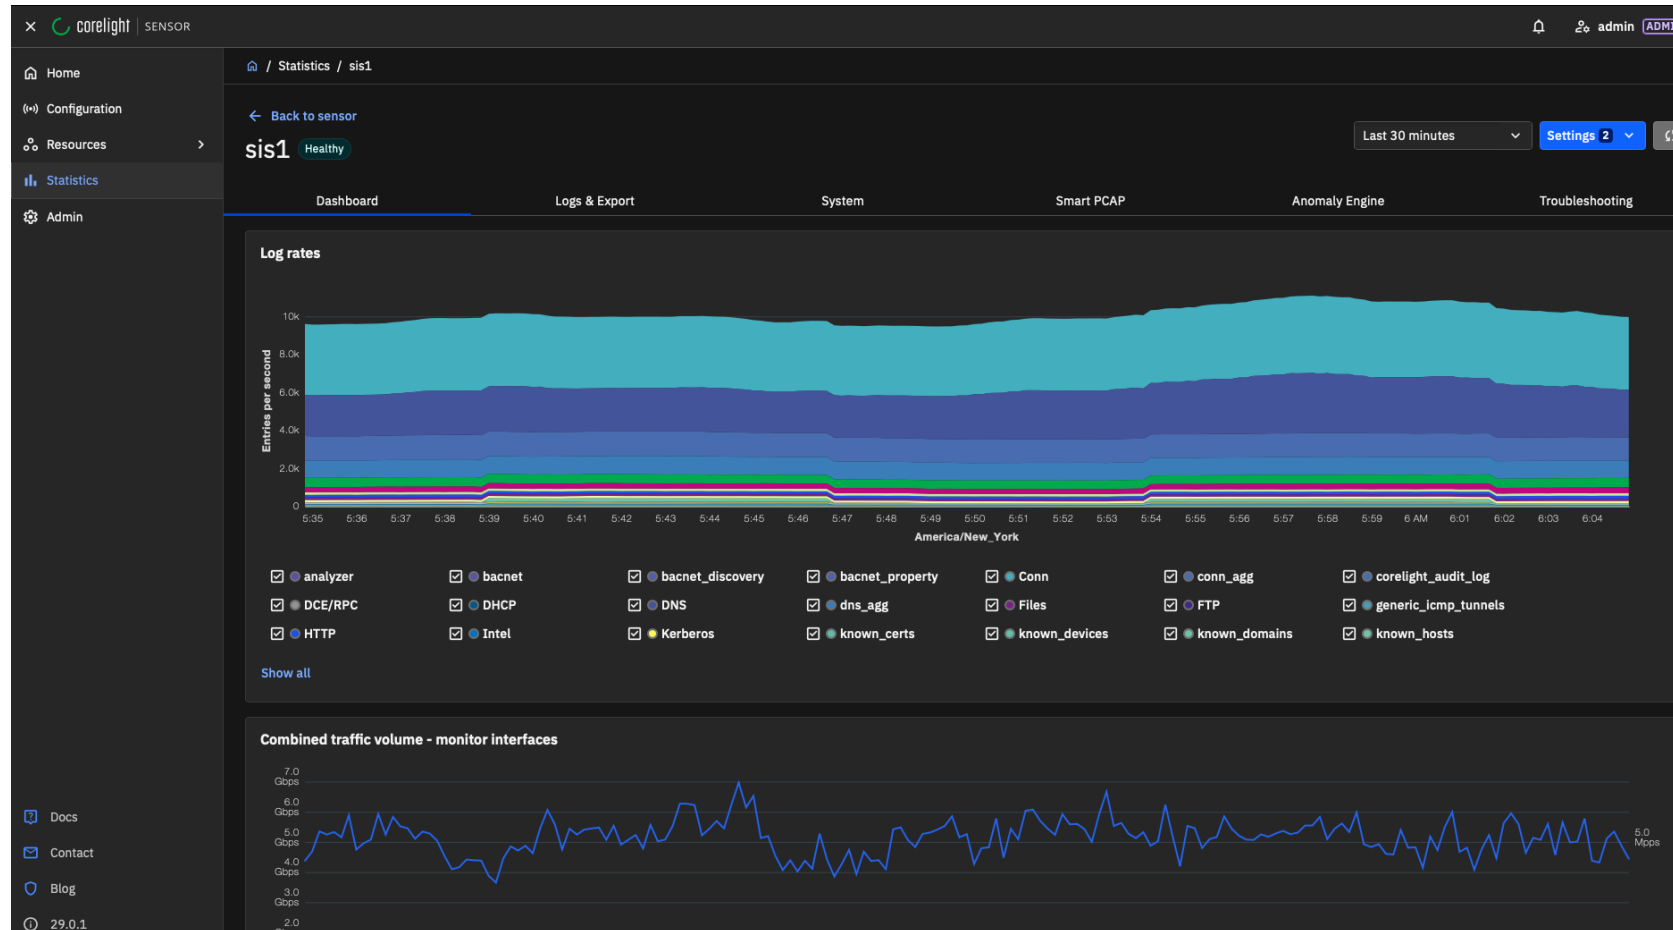 corelight SENSOR
admin
Home
Configuration
Resources
Statistics
Admin
Docs
Contact
Blog
29.0.1
/ Statistics / sis1
Back to sensor
sis1 Healthy
Last 30 minutes
Settings 2
Dashboard Logs & Export System Smart PCAP Anomaly Engine Troubleshooting
Log rates
Entries per second
10k
8.0k
6.0k
4.0k
2.0k
0
5:35 5:36 5:37 5:38 5:39 5:40 5:41 5:42 5:43 5:44 5:45 5:46 5:47 5:48 5:49 5:50 5:51 5:52 5:53 5:54 5:55 5:56 5:57 5:58 5:59 6 AM 6:01 6:02 6:03 6:04
America/New_York
analyzer bacnet bacnet_discovery bacnet_property Conn conn_agg corelight_audit_log
DCE/RPC DHCP DNS dns_agg Files FTP generic_icmp_tunnels
HTTP Intel Kerberos known_certs known_devices known_domains known_hosts
Show all
Combined traffic volume - monitor interfaces
7.0
Gbps
6.0
Gbps
5.0
Gbps
4.0
Gbps
3.0
Gbps
2.0
5.0
Mpps